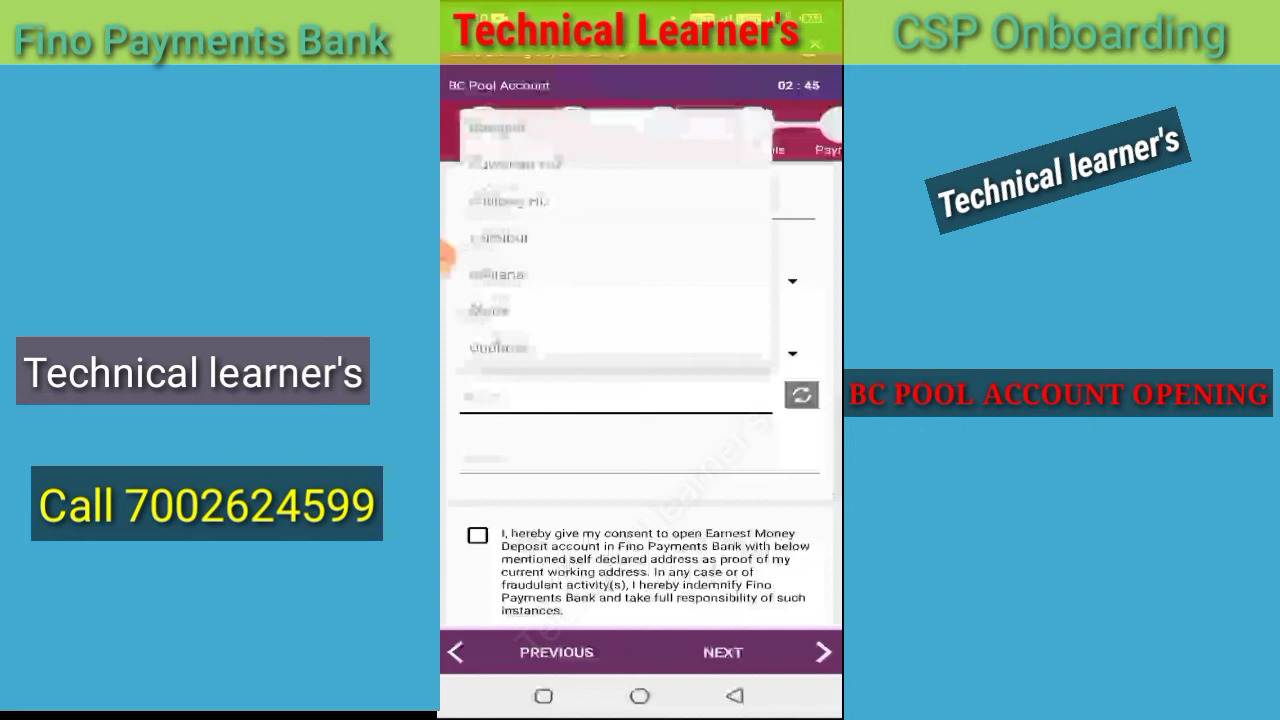 Fino Payments Bank
Technical Learner's
CSP Onboarding
BC Pool Account
02 : 45
Technical learner's
Technical learner's
BC POOL ACCOUNT OPENING
Call 7002624599
I, hereby give my consent to open Earnest Money
Deposit account in Fino Payments Bank with below
mentioned self declared address as proof of my
current working address. In any case or of
fraudulent activity(s), I hereby indemnify Fino
Payments Bank and take full responsibility of such
instances.
PREVIOUS
NEXT